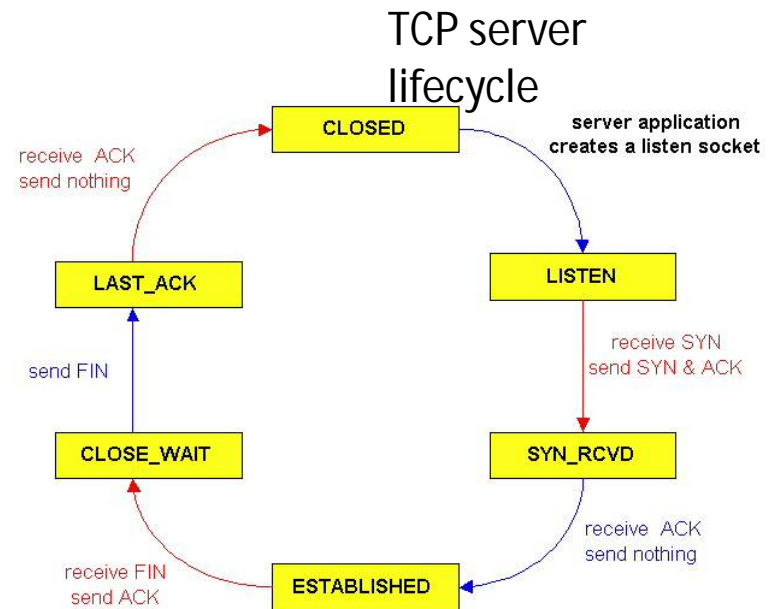 TCP server
lifecycle
CLOSED
server application
creates a listen socket
receive ACK
send nothing
LAST_ACK
LISTEN
receive SYN
send SYN & ACK
send FIN
CLOSE_WAIT
SYN_RCVD
receive ACK
send nothing
receive FIN
send ACK
ESTABLISHED